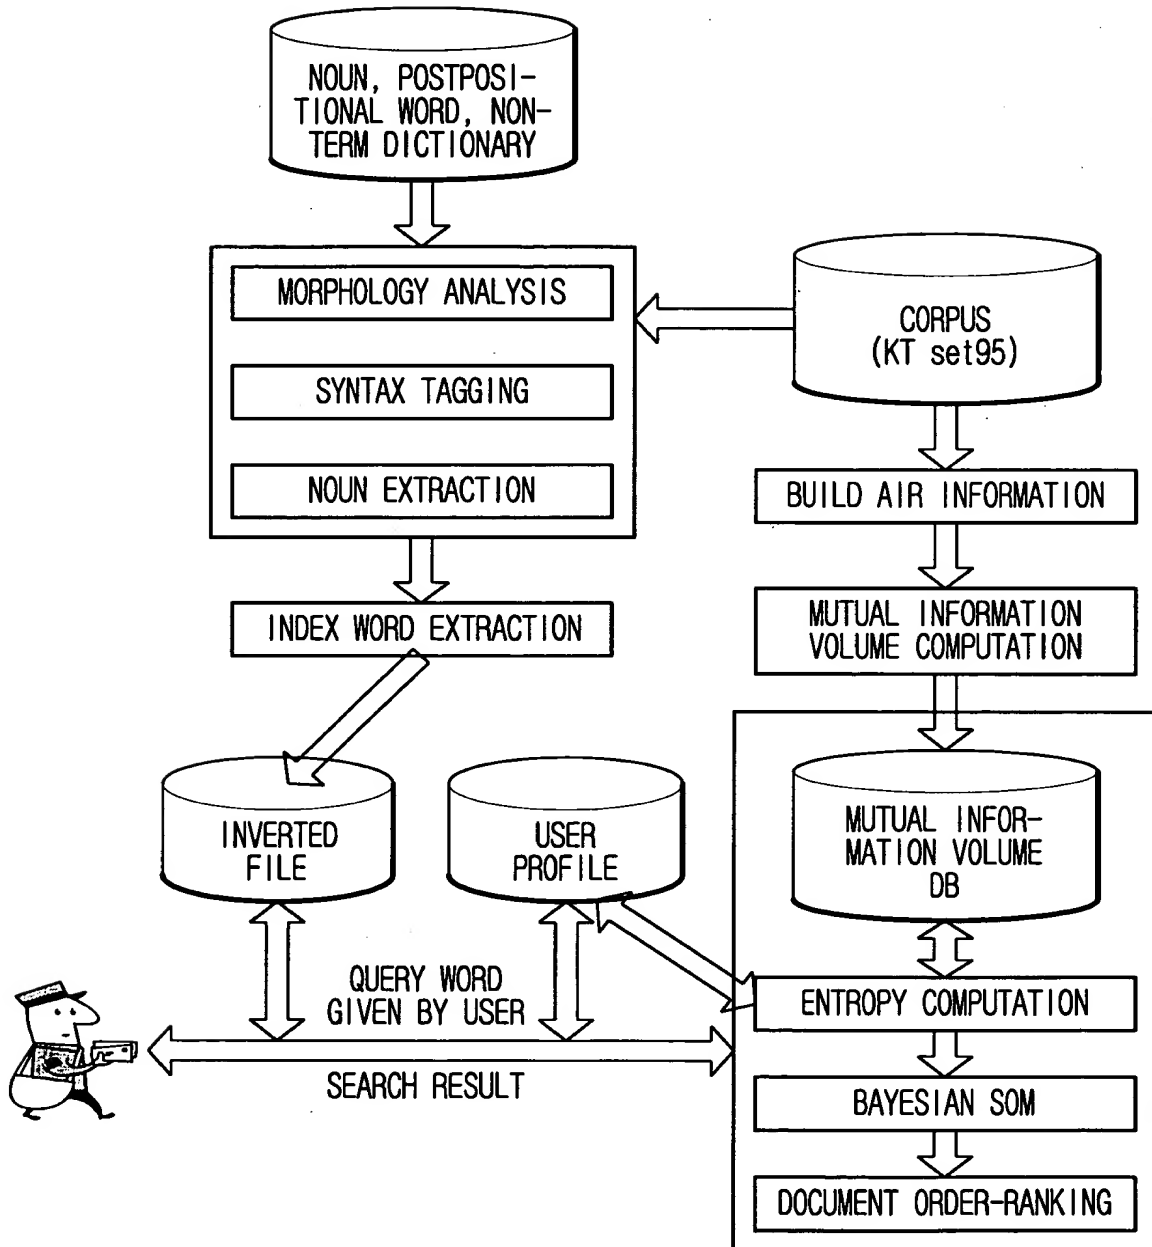 NOUN, POSTPOSI-
TIONAL WORD, NON-
TERM DICTIONARY
MORPHOLOGY ANALYSIS
SYNTAX TAGGING
NOUN EXTRACTION
INDEX WORD EXTRACTION
CORPUS
(KT set95)
BUILD AIR INFORMATION
MUTUAL INFORMATION
VOLUME COMPUTATION
INVERTED
FILE
USER
PROFILE
MUTUAL INFOR-
MATION VOLUME
DB
QUERY WORD
GIVEN BY USER
SEARCH RESULT
ENTROPY COMPUTATION
BAYESIAN SOM
DOCUMENT ORDER-RANKING